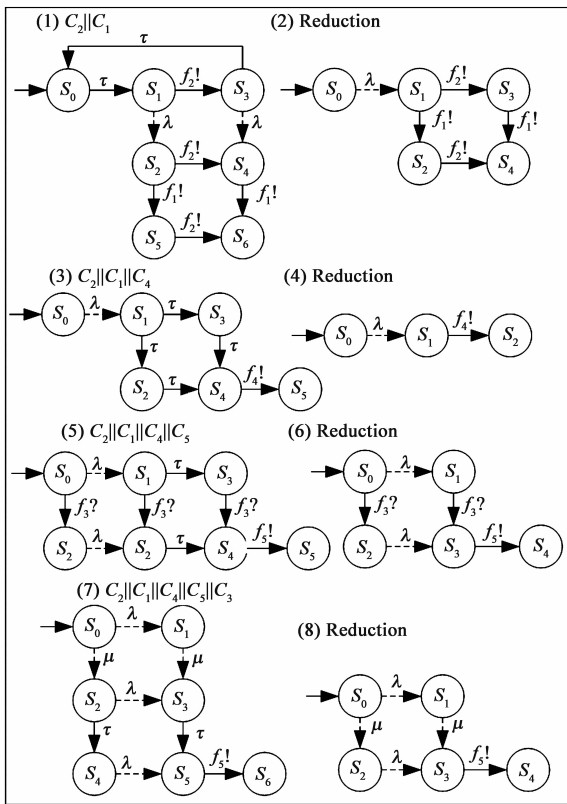 (1) C₂||C₁
(2) Reduction
τ
S₀ τ S₁ f₂! S₃
λ λ
S₂ f₂! S₄
f₁! f₁!
S₅ f₂! S₆
S₀ λ S₁ f₂! S₃
f₁! f₁!
S₂ f₂! S₄
(3) C₂||C₁||C₄
(4) Reduction
S₀ λ S₁ τ S₃
τ τ
S₂ τ S₄ f₄! S₅
S₀ λ S₁ f₄! S₂
(5) C₂||C₁||C₄||C₅
(6) Reduction
S₀ λ S₁ τ S₃
f₃? f₃? f₃?
S₂ λ S₂ τ S₄ f₅! S₅
S₀ λ S₁
f₃? f₃?
S₂ λ S₃ f₅! S₄
(7) C₂||C₁||C₄||C₅||C₃
(8) Reduction
S₀ λ S₁
μ μ
S₂ λ S₃
τ τ
S₄ λ S₅ f₅! S₆
S₀ λ S₁
μ μ
S₂ λ S₃ f₅! S₄